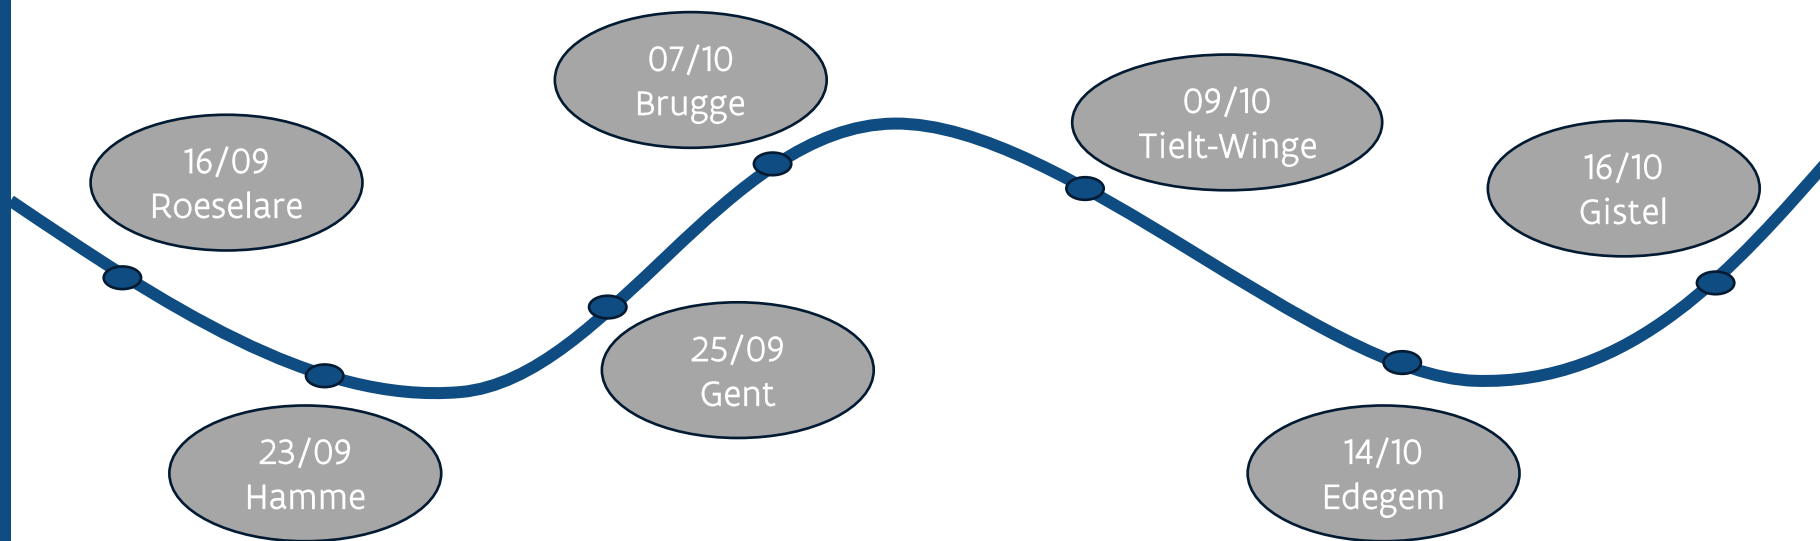 16/09
Roeselare
23/09
Hamme
25/09
Gent
07/10
Brugge
09/10
Tielt-Winge
14/10
Edegem
16/10
Gistel